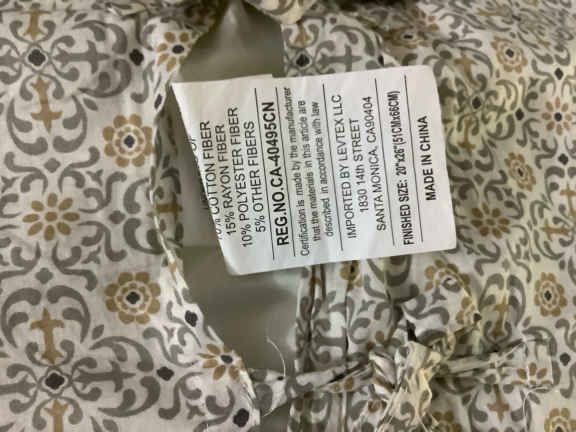 COTTON FIBER
15% RAYON FIBER
10% POLYESTER FIBER
5% OTHER FIBERS
REG.NO.CA-40495CN
Certification is made by the manufacturer
that the materials in this article are
described in accordance with law
IMPORTED BY LEVTEX LLC
1830 14th STREET
SANTA MONICA, CA90404
FINISHED SIZE: 20"x26"(51CMx66CM)
MADE IN CHINA